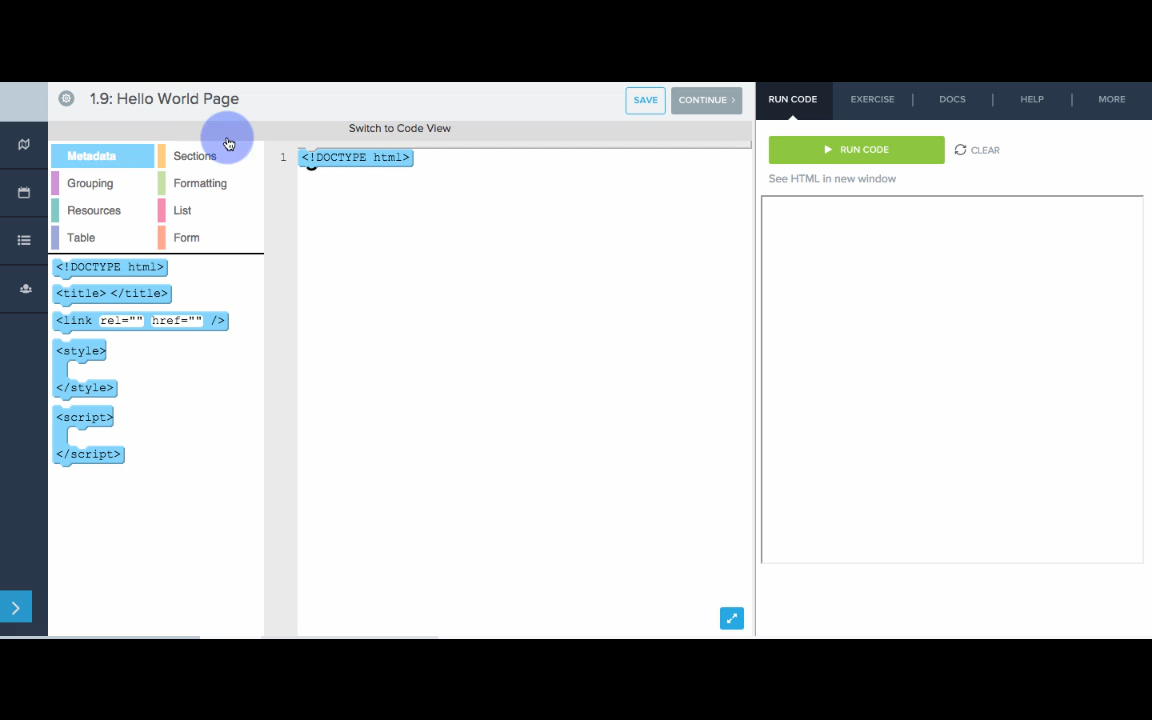 1.9: Hello World Page
SAVE
CONTINUE >
RUN CODE
EXERCISE
DOCS
HELP
MORE
Switch to Code View
Metadata
Sections
Grouping
Formatting
Resources
List
Table
Form
<!DOCTYPE html>
<title> </title>
<link rel="" href="" />
<style>
</style>
<script>
</script>
1 <!DOCTYPE html>
RUN CODE
CLEAR
See HTML in new window